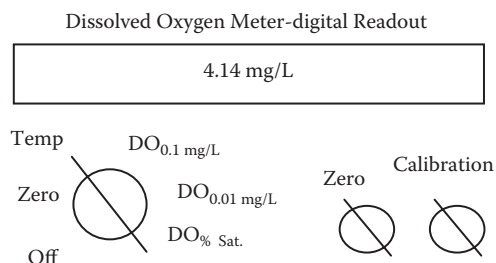 Dissolved Oxygen Meter-digital Readout
4.14 mg/L
Temp
DO0.1 mg/L
Zero
DO0.01 mg/L
DO% Sat.
Off
Zero
Calibration